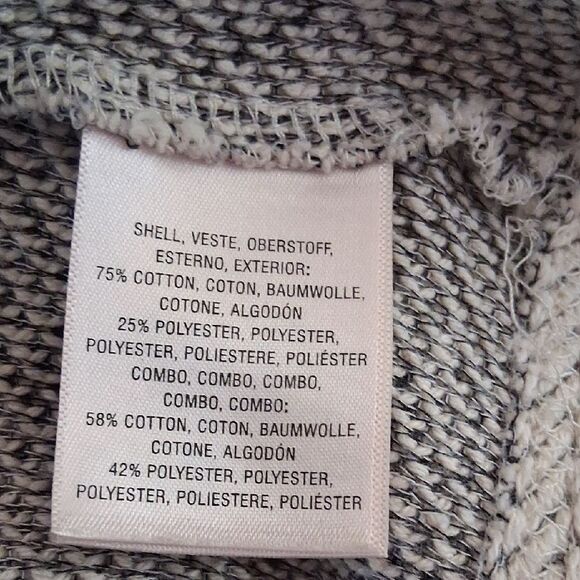 SHELL, VESTE, OBERSTOFF,
ESTERNO, EXTERIOR:
75% COTTON, COTON, BAUMWOLLE,
COTONE, ALGODÓN
25% POLYESTER, POLYESTER,
POLYESTER, POLIESTERE, POLIÉSTER
COMBO, COMBO, COMBO,
COMBO, COMBO:
58% COTTON, COTON, BAUMWOLLE,
COTONE, ALGODÓN
42% POLYESTER, POLYESTER,
POLYESTER, POLIESTERE, POLIÉSTER